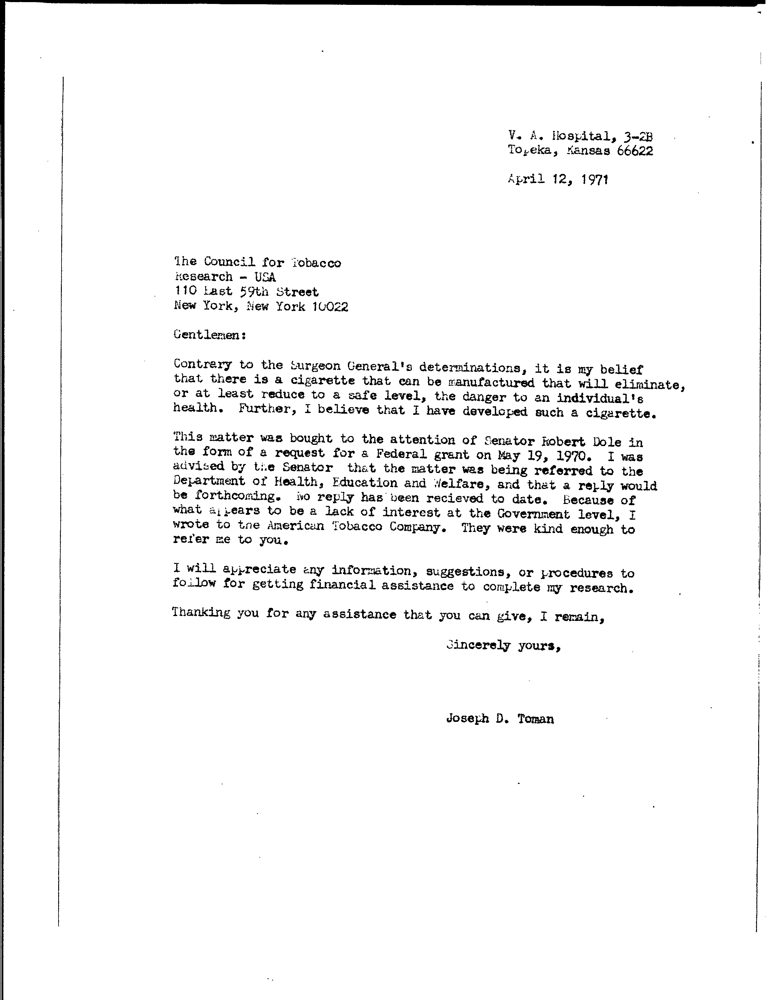 V. A. Hospital, 3-2B
Topeka, Kansas 66622
April 12, 1971
The Council for Tobacco
Research - USA
110 East 59th Street
New York, New York 10022
Gentlemen:
Contrary to the Surgeon General's determinations, it is my belief
that there is a cigarette that can be manufactured that will eliminate,
or at least reduce to a safe level, the danger to an individual's
health. Further, I believe that I have developed such a cigarette.
This matter was bought to the attention of Senator Robert Dole in
the form of a request for a Federal grant on May 19, 1970. I was
advised by the Senator that the matter was being referred to the
Department of Health, Education and Welfare, and that a reply would
be forthcoming. No reply has been recieved to date. Because of
what appears to be a lack of interest at the Government level, I
wrote to the American Tobacco Company. They were kind enough to
refer me to you.
I will appreciate any information, suggestions, or procedures to
follow for getting financial assistance to complete my research.
Thanking you for any assistance that you can give, I remain,
Sincerely yours,
Joseph D. Toman